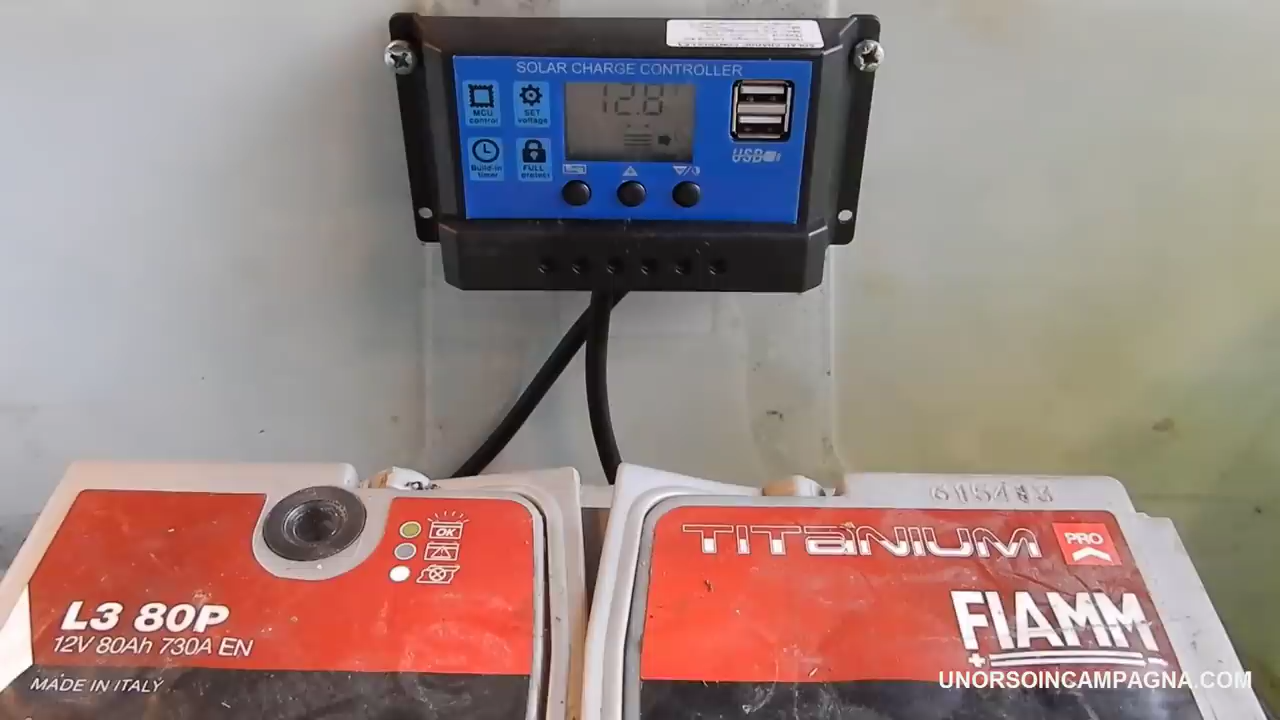 SOLAR CHARGE CONTROLLER
MCU
control
SET
voltage
12.8
Build-in
timer
FULL
protect
USB
OK
L3 80P
12V 80Ah 730A EN
MADE IN ITALY
TITANIUM
PRO
FIAMM
UNORSOINCAMPAGNA.COM